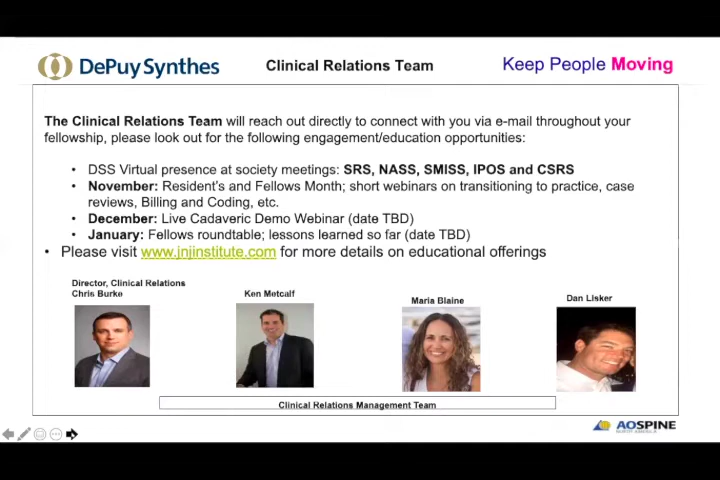 DePuy Synthes
Clinical Relations Team
Keep People Moving
The Clinical Relations Team will reach out directly to connect with you via e-mail throughout your
fellowship, please look out for the following engagement/education opportunities:
• DSS Virtual presence at society meetings: SRS, NASS, SMISS, IPOS and CSRS
• November: Resident's and Fellows Month; short webinars on transitioning to practice, case
reviews, Billing and Coding, etc.
• December: Live Cadaveric Demo Webinar (date TBD)
• January: Fellows roundtable; lessons learned so far (date TBD)
• Please visit www.jnjinstitute.com for more details on educational offerings
Director, Clinical Relations
Chris Burke
Ken Metcalf
Maria Blaine
Dan Lisker
Clinical Relations Management Team
AOSPINE
NORTH AMERICA